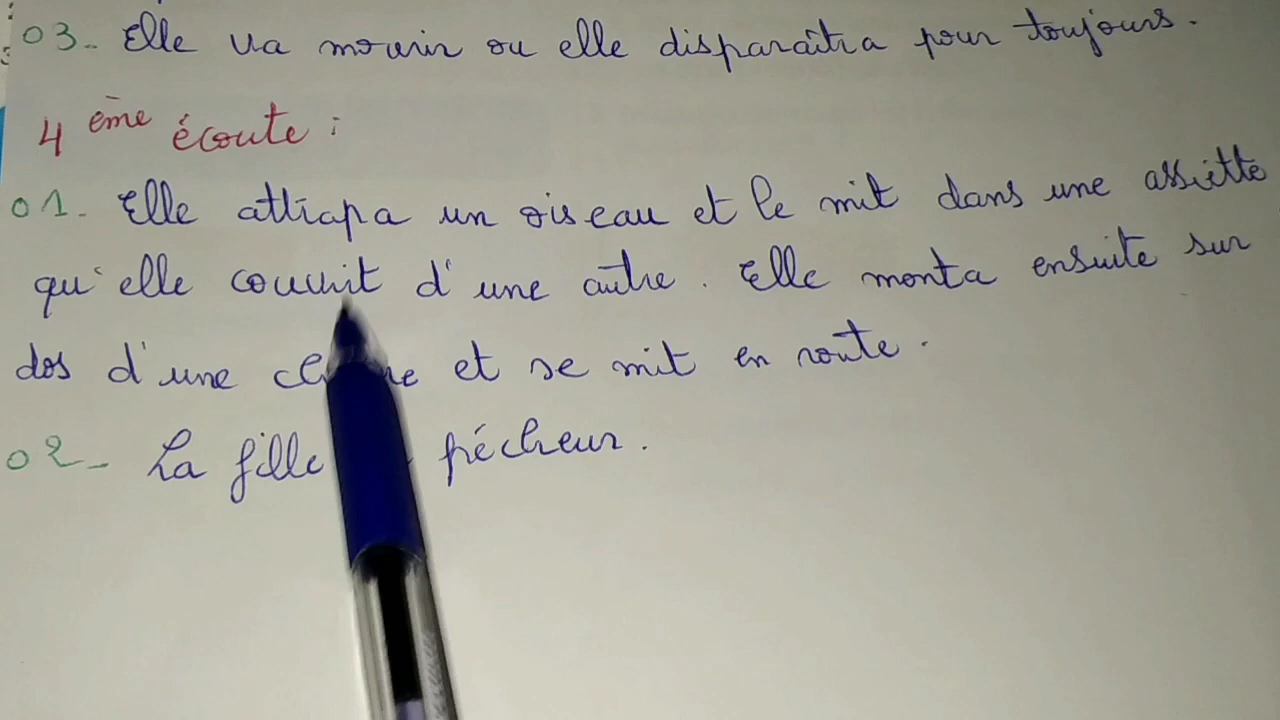 03. Elle va mourir ou elle disparaîtra pour toujours.
4 ème écoute :
01. Elle attrapa un oiseau et le mit dans une assiette
qu'elle couvrit d'une autre. Elle monta ensuite sur
dos d'une et se mit en route.
02 - La fille pécheur.